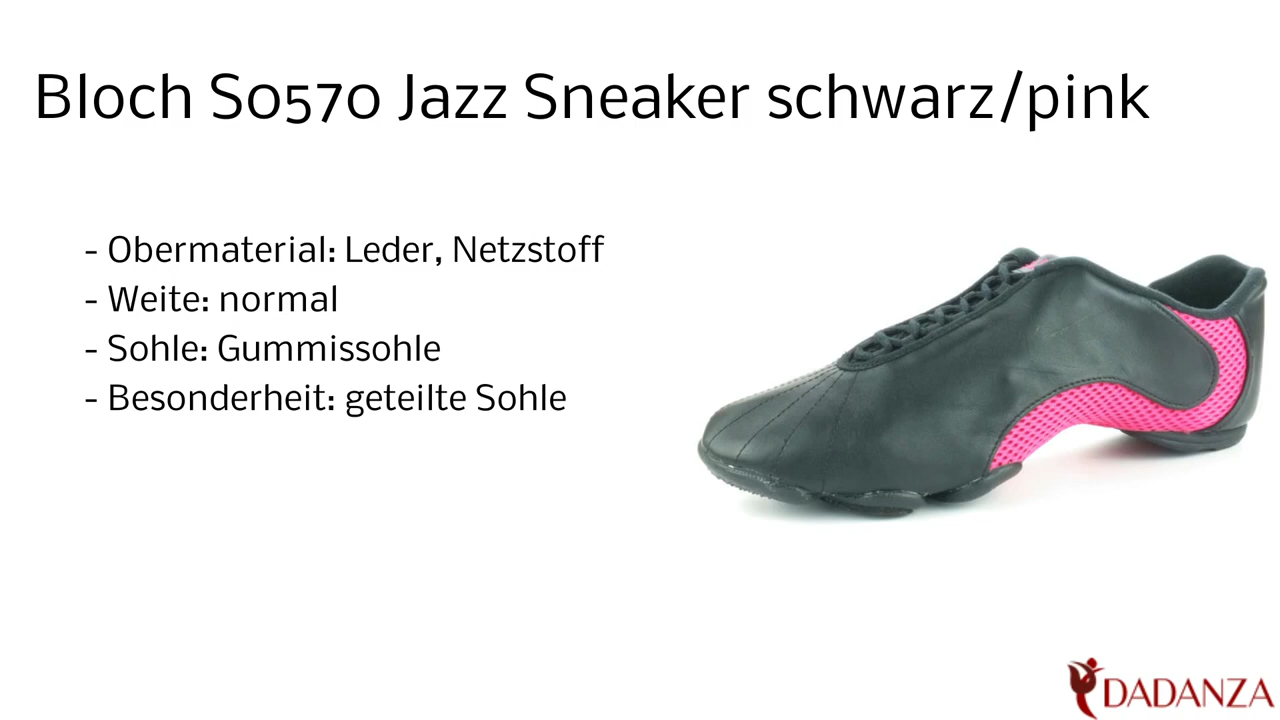 Bloch S0570 Jazz Sneaker schwarz/pink
- Obermaterial: Leder, Netzstoff
- Weite: normal
- Sohle: Gummissohle
- Besonderheit: geteilte Sohle
DADANZA